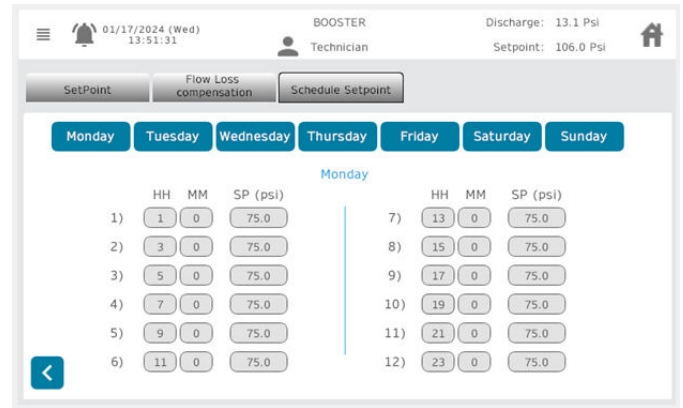 01/17/2024 (Wed)
13:51:31
BOOSTER
Technician
Discharge: 13.1 Psi
Setpoint: 106.0 Psi
SetPoint
Flow Loss
compensation
Schedule Setpoint
Monday Tuesday Wednesday Thursday Friday Saturday Sunday
Monday
HH MM SP (psi)
1) 1 0 75.0
2) 3 0 75.0
3) 5 0 75.0
4) 7 0 75.0
5) 9 0 75.0
6) 11 0 75.0
HH MM SP (psi)
7) 13 0 75.0
8) 15 0 75.0
9) 17 0 75.0
10) 19 0 75.0
11) 21 0 75.0
12) 23 0 75.0